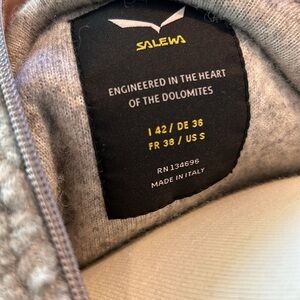 SALEWA
ENGINEERED IN THE HEART
OF THE DOLOMITES
I 42 / DE 36
FR 38 / US S
RN 134696
MADE IN ITALY